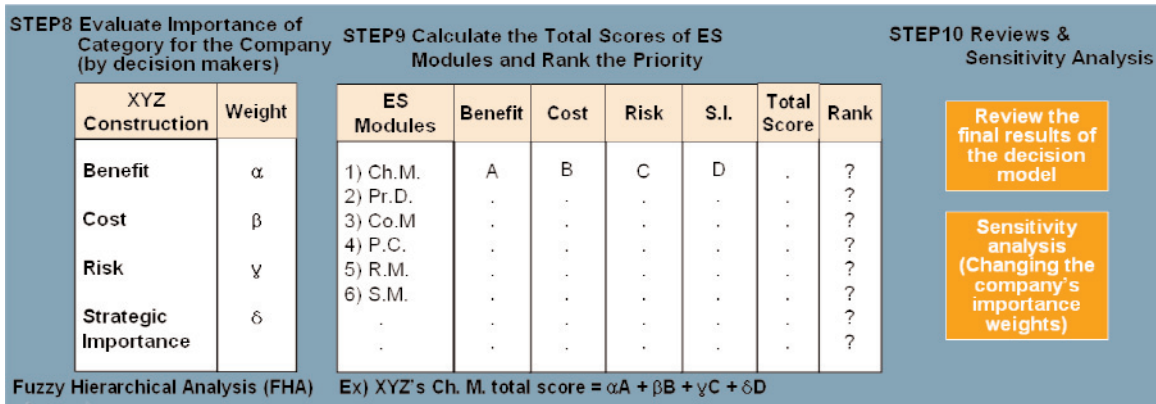 STEP8 Evaluate Importance of
Category for the Company
(by decision makers)
XYZ
Construction
Weight
Benefit
α
Cost
β
Risk
ɣ
Strategic
Importance
δ
Fuzzy Hierarchical Analysis (FHA)
STEP9 Calculate the Total Scores of ES
Modules and Rank the Priority
ES
Modules
Benefit
Cost
Risk
S.I.
Total
Score
Rank
1) Ch.M. A B C D . ?
2) Pr.D. . . . . . ?
3) Co.M . . . . . ?
4) P.C. . . . . . ?
5) R.M. . . . . . ?
6) S.M. . . . . . ?
. . . . . . ?
. . . . . . ?
Ex) XYZ's Ch. M. total score = αA + βB + ɣC + δD
STEP10 Reviews &
Sensitivity Analysis
Review the
final results of
the decision
model
Sensitivity
analysis
(Changing the
company's
importance
weights)